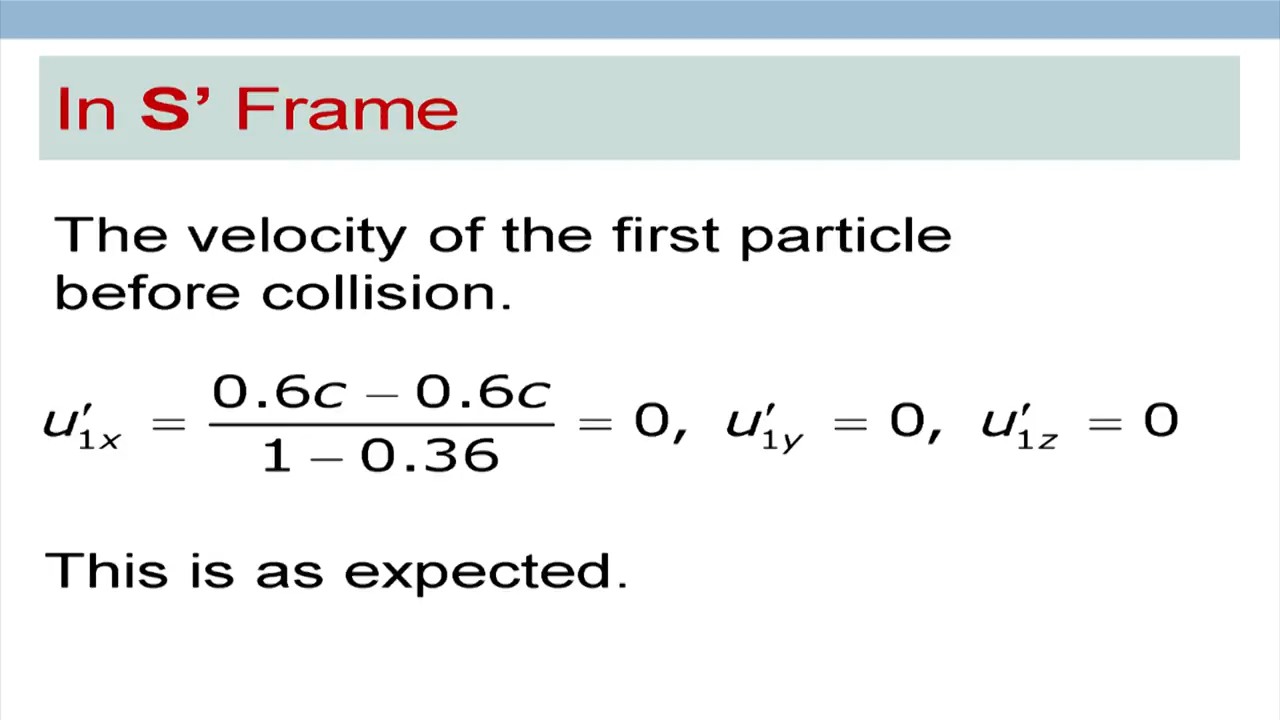 In S’ Frame
The velocity of the first particle
before collision.
u′₁ₓ = (0.6c − 0.6c)/(1 − 0.36) = 0, u′₁y = 0, u′₁z = 0
This is as expected.